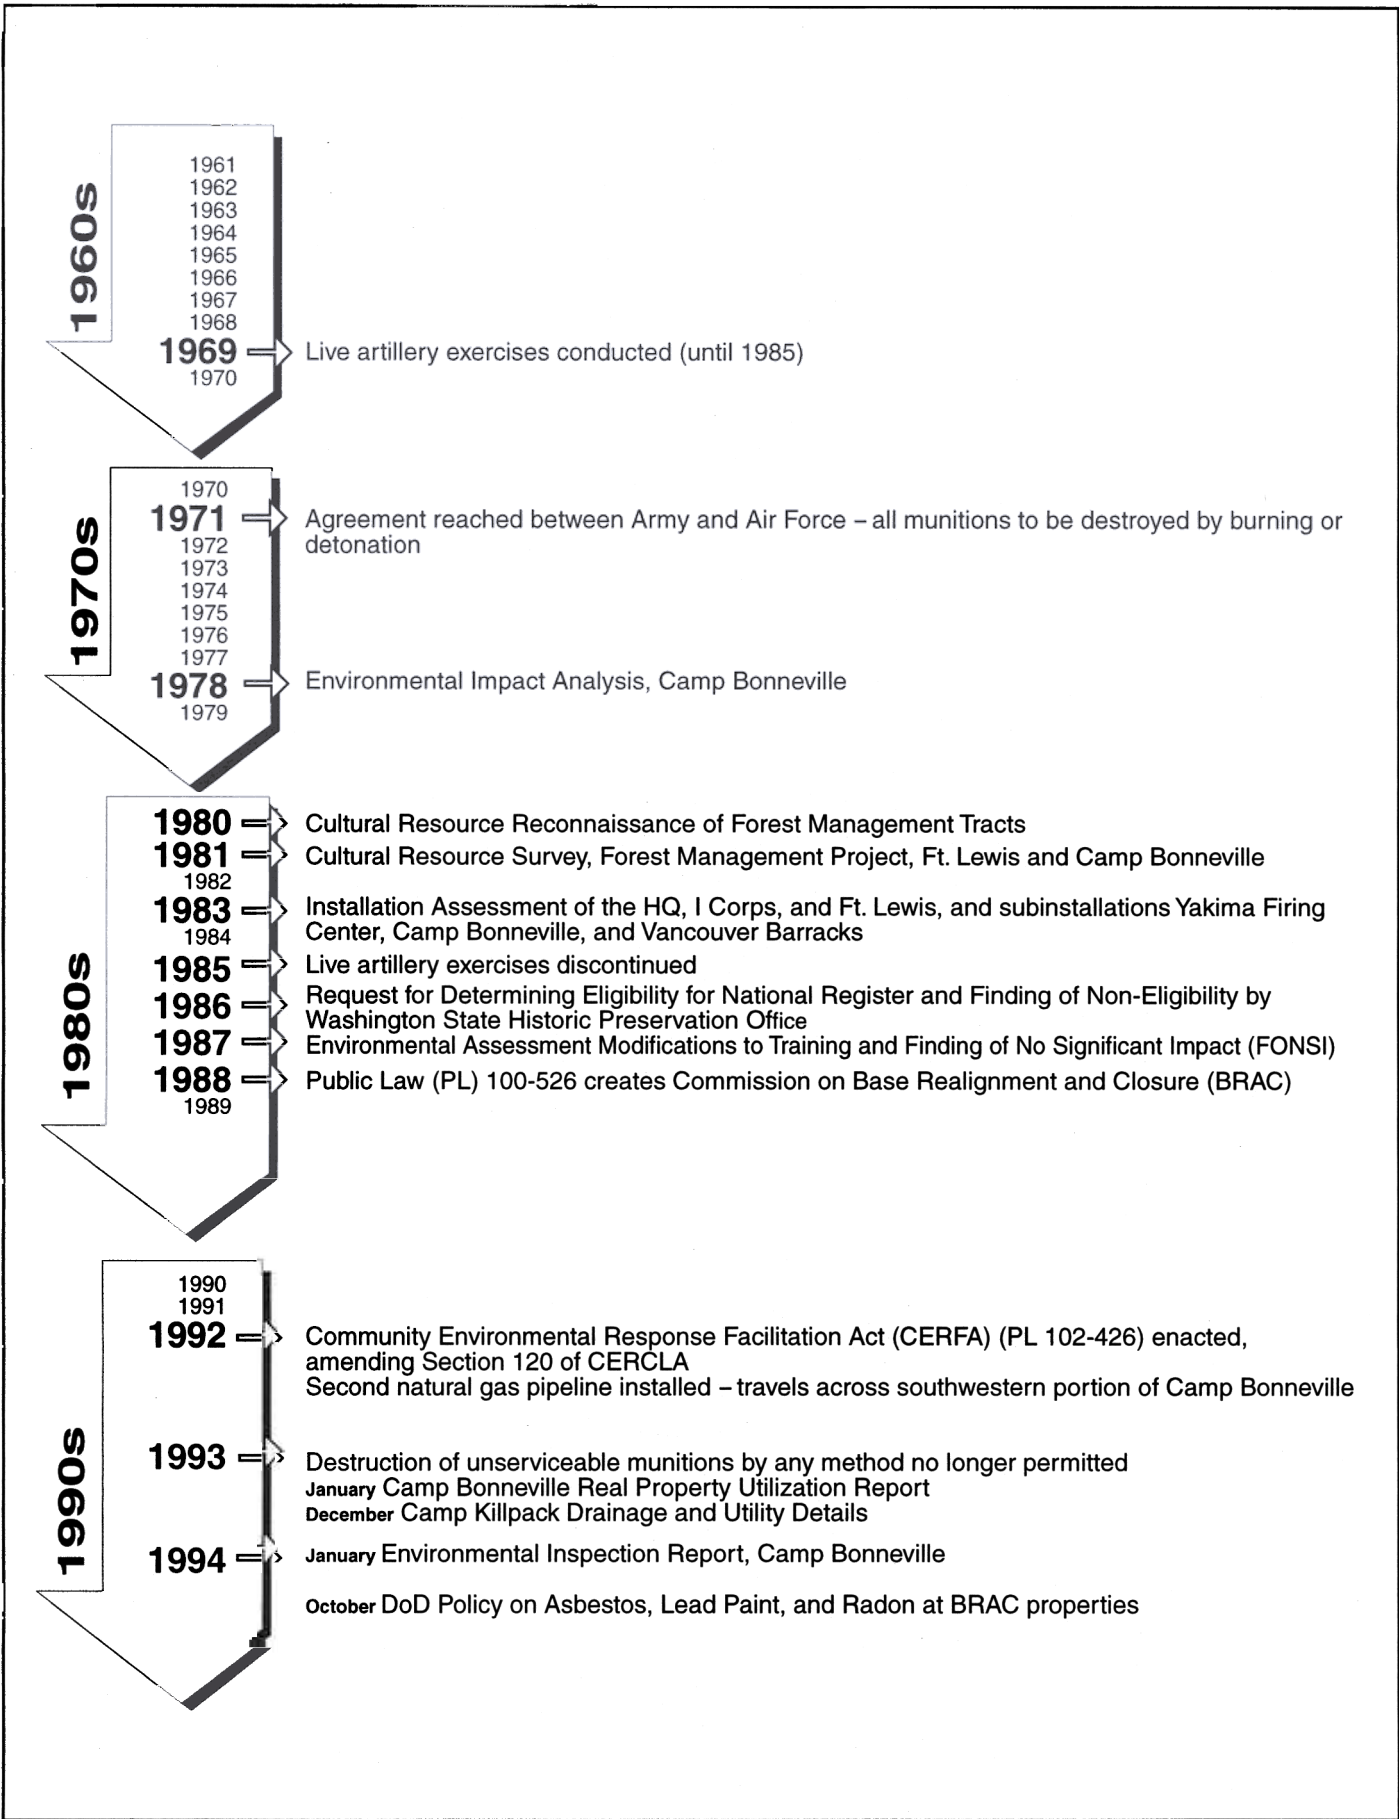 1960s
1961
1962
1963
1964
1965
1966
1967
1968
1969 Live artillery exercises conducted (until 1985)
1970
1970s
1970
1971 Agreement reached between Army and Air Force – all munitions to be destroyed by burning or
detonation
1972
1973
1974
1975
1976
1977
1978 Environmental Impact Analysis, Camp Bonneville
1979
1980s
1980 Cultural Resource Reconnaissance of Forest Management Tracts
1981 Cultural Resource Survey, Forest Management Project, Ft. Lewis and Camp Bonneville
1982
1983 Installation Assessment of the HQ, I Corps, and Ft. Lewis, and subinstallations Yakima Firing
Center, Camp Bonneville, and Vancouver Barracks
1984
1985 Live artillery exercises discontinued
1986 Request for Determining Eligibility for National Register and Finding of Non-Eligibility by
Washington State Historic Preservation Office
1987 Environmental Assessment Modifications to Training and Finding of No Significant Impact (FONSI)
1988 Public Law (PL) 100-526 creates Commission on Base Realignment and Closure (BRAC)
1989
1990s
1990
1991
1992 Community Environmental Response Facilitation Act (CERFA) (PL 102-426) enacted,
amending Section 120 of CERCLA
Second natural gas pipeline installed – travels across southwestern portion of Camp Bonneville
1993 Destruction of unserviceable munitions by any method no longer permitted
January Camp Bonneville Real Property Utilization Report
December Camp Killpack Drainage and Utility Details
1994 January Environmental Inspection Report, Camp Bonneville
October DoD Policy on Asbestos, Lead Paint, and Radon at BRAC properties